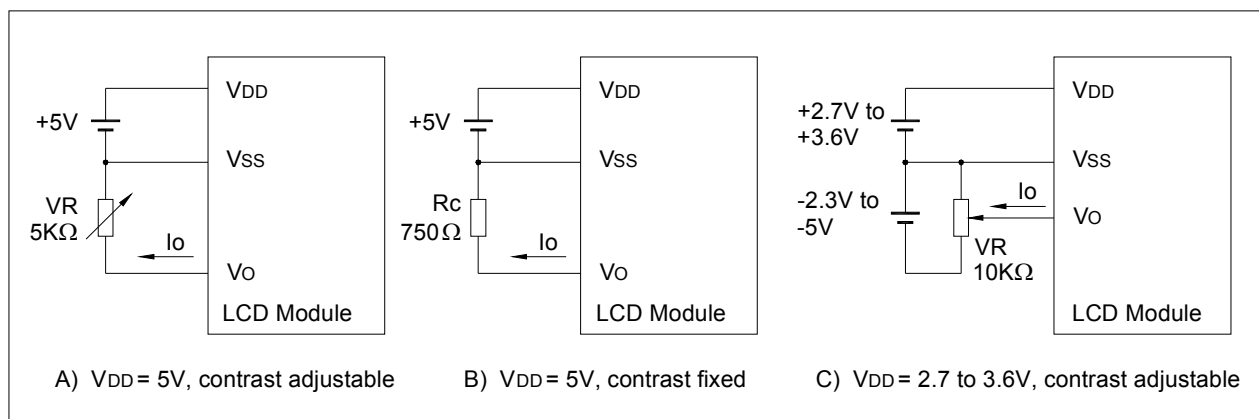 VDD
+5V
VSS
VR
5KΩ
Io
VO
LCD Module
A) VDD = 5V, contrast adjustable
VDD
+5V
VSS
Rc
750Ω
Io
VO
LCD Module
B) VDD = 5V, contrast fixed
VDD
+2.7V to
+3.6V
VSS
Io
-2.3V to
-5V
VO
VR
10KΩ
LCD Module
C) VDD = 2.7 to 3.6V, contrast adjustable